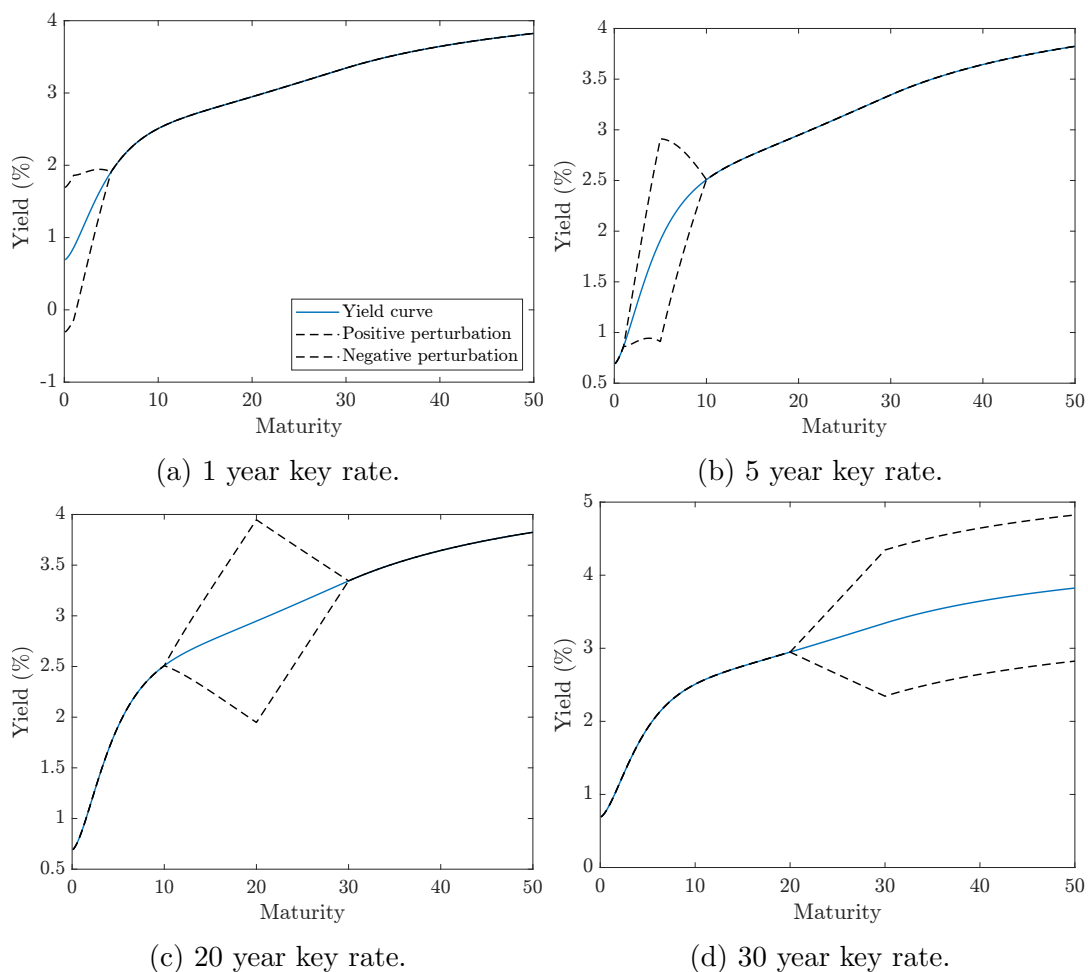 4
3
2
1
0
-1
Yield (%)
0 10 20 30 40 50
Maturity
Yield curve
Positive perturbation
Negative perturbation
(a) 1 year key rate.
4
3.5
3
2.5
2
1.5
1
0.5
Yield (%)
0 10 20 30 40 50
Maturity
(b) 5 year key rate.
4
3.5
3
2.5
2
1.5
1
0.5
Yield (%)
0 10 20 30 40 50
Maturity
(c) 20 year key rate.
5
4
3
2
1
0
Yield (%)
0 10 20 30 40 50
Maturity
(d) 30 year key rate.